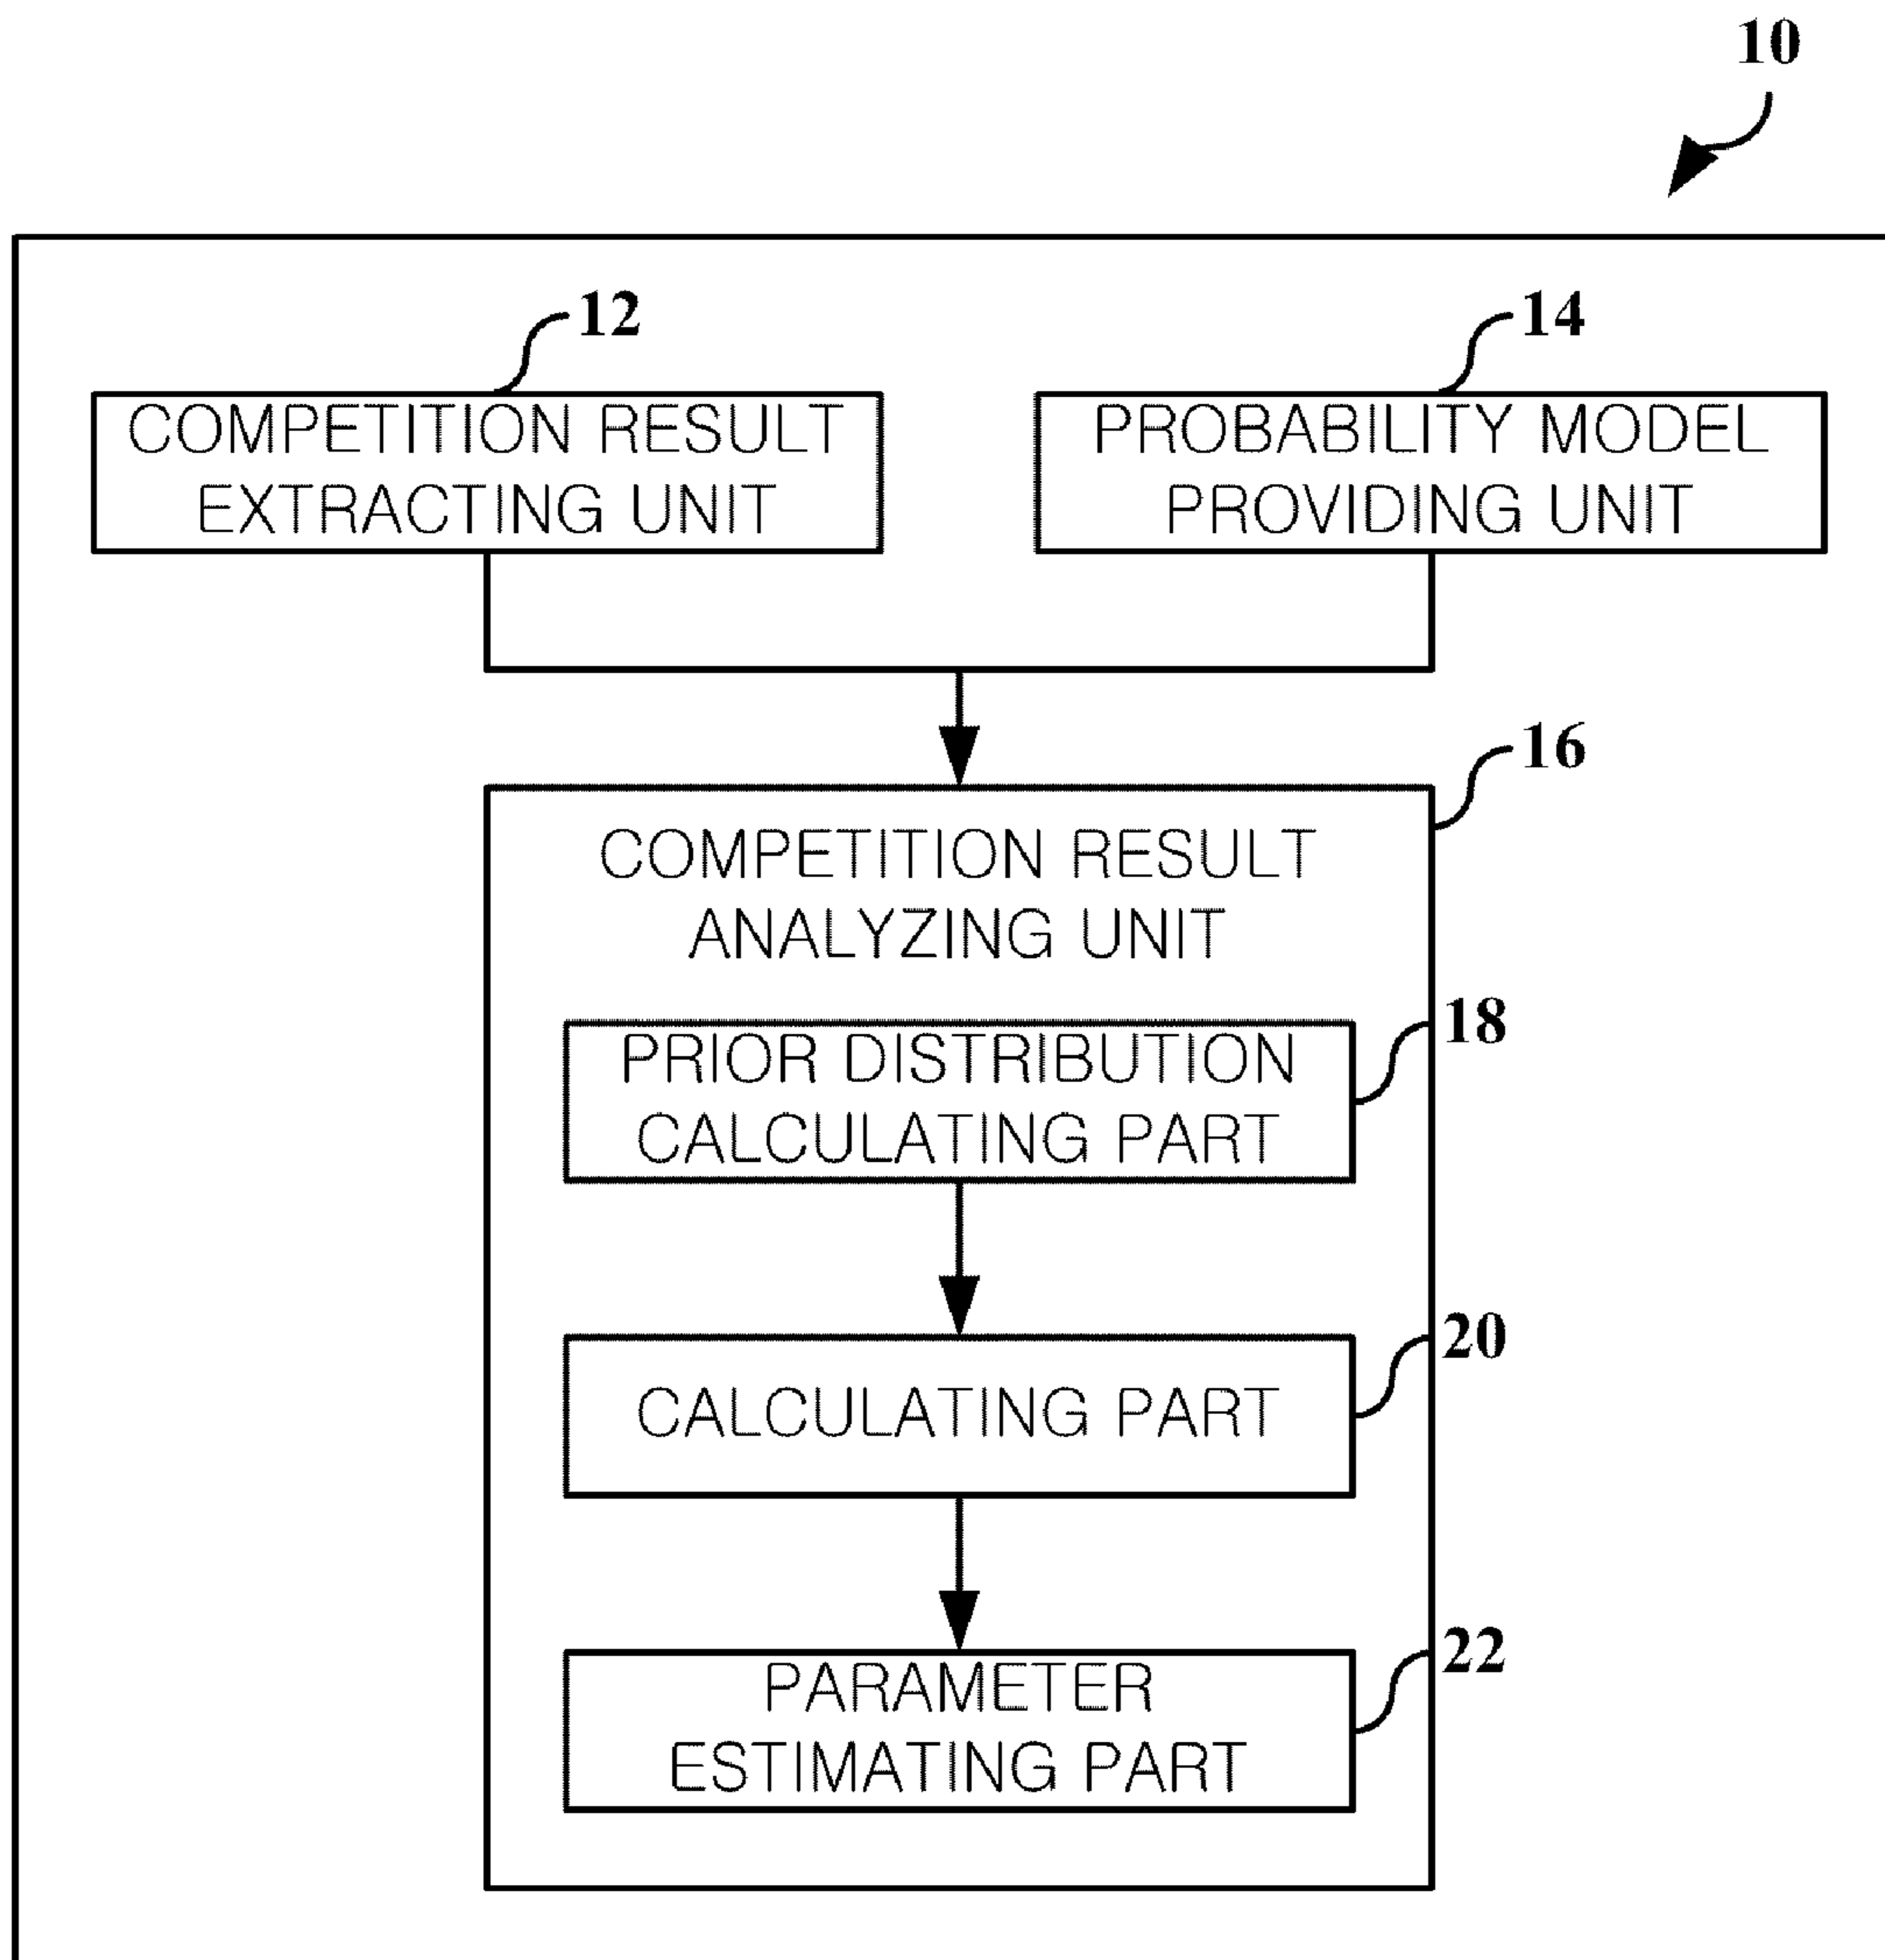 10
12
14
COMPETITION RESULT
EXTRACTING UNIT
PROBABILITY MODEL
PROVIDING UNIT
16
COMPETITION RESULT
ANALYZING UNIT
18
PRIOR DISTRIBUTION
CALCULATING PART
20
CALCULATING PART
22
PARAMETER
ESTIMATING PART